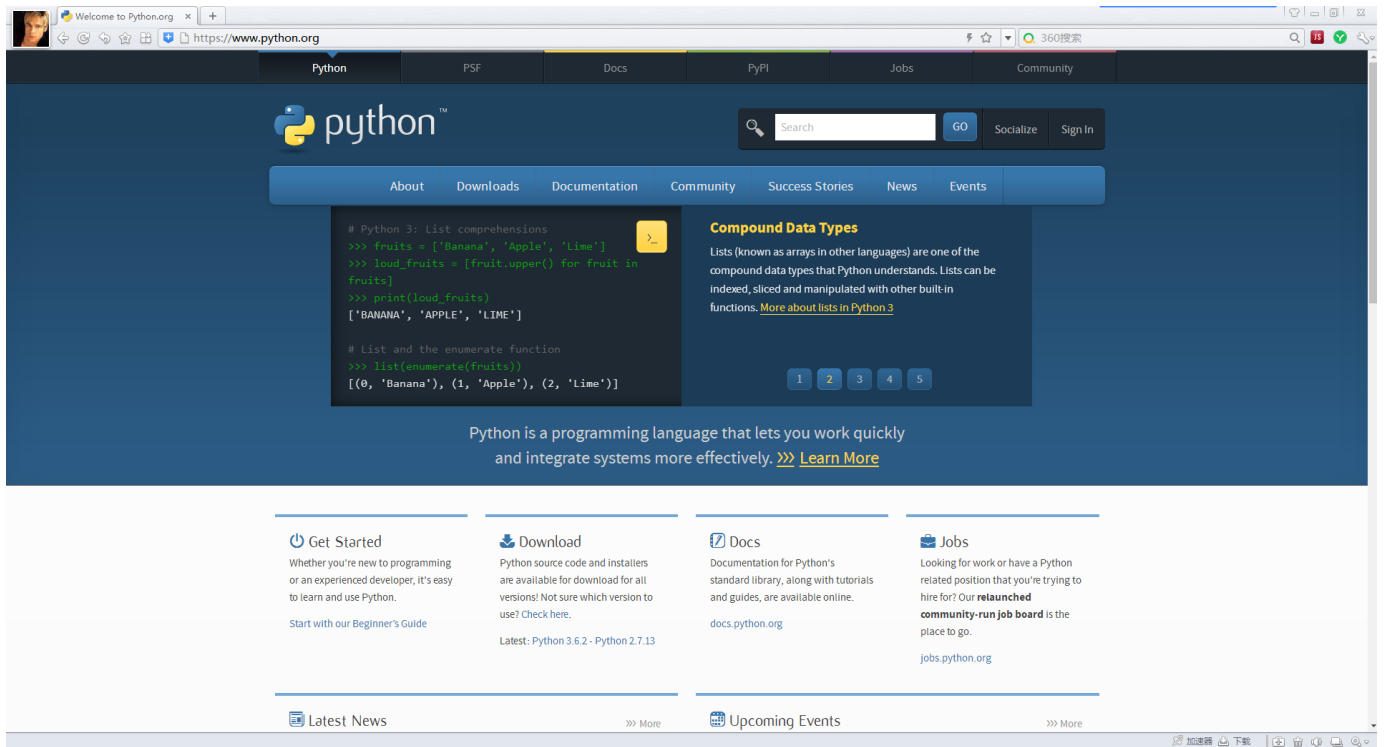 Welcome to Python.org
https://www.python.org
360搜索
JS
Python PSF Docs PyPI Jobs Community
python™
Search GO Socialize Sign In
About Downloads Documentation Community Success Stories News Events
# Python 3: List comprehensions
>>> fruits = ['Banana', 'Apple', 'Lime']
>>> loud_fruits = [fruit.upper() for fruit in
fruits]
>>> print(loud_fruits)
['BANANA', 'APPLE', 'LIME']
# List and the enumerate function
>>> list(enumerate(fruits))
[(0, 'Banana'), (1, 'Apple'), (2, 'Lime')]
>_
Compound Data Types
Lists (known as arrays in other languages) are one of the
compound data types that Python understands. Lists can be
indexed, sliced and manipulated with other built-in
functions. More about lists in Python 3
1 2 3 4 5
Python is a programming language that lets you work quickly
and integrate systems more effectively. >>> Learn More
Get Started
Whether you're new to programming
or an experienced developer, it's easy
to learn and use Python.
Start with our Beginner's Guide
Download
Python source code and installers
are available for download for all
versions! Not sure which version to
use? Check here.
Latest: Python 3.6.2 - Python 2.7.13
Docs
Documentation for Python's
standard library, along with tutorials
and guides, are available online.
docs.python.org
Jobs
Looking for work or have a Python
related position that you're trying to
hire for? Our relaunched
community-run job board is the
place to go.
jobs.python.org
Latest News
>>> More
Upcoming Events
>>> More
加速器 下载